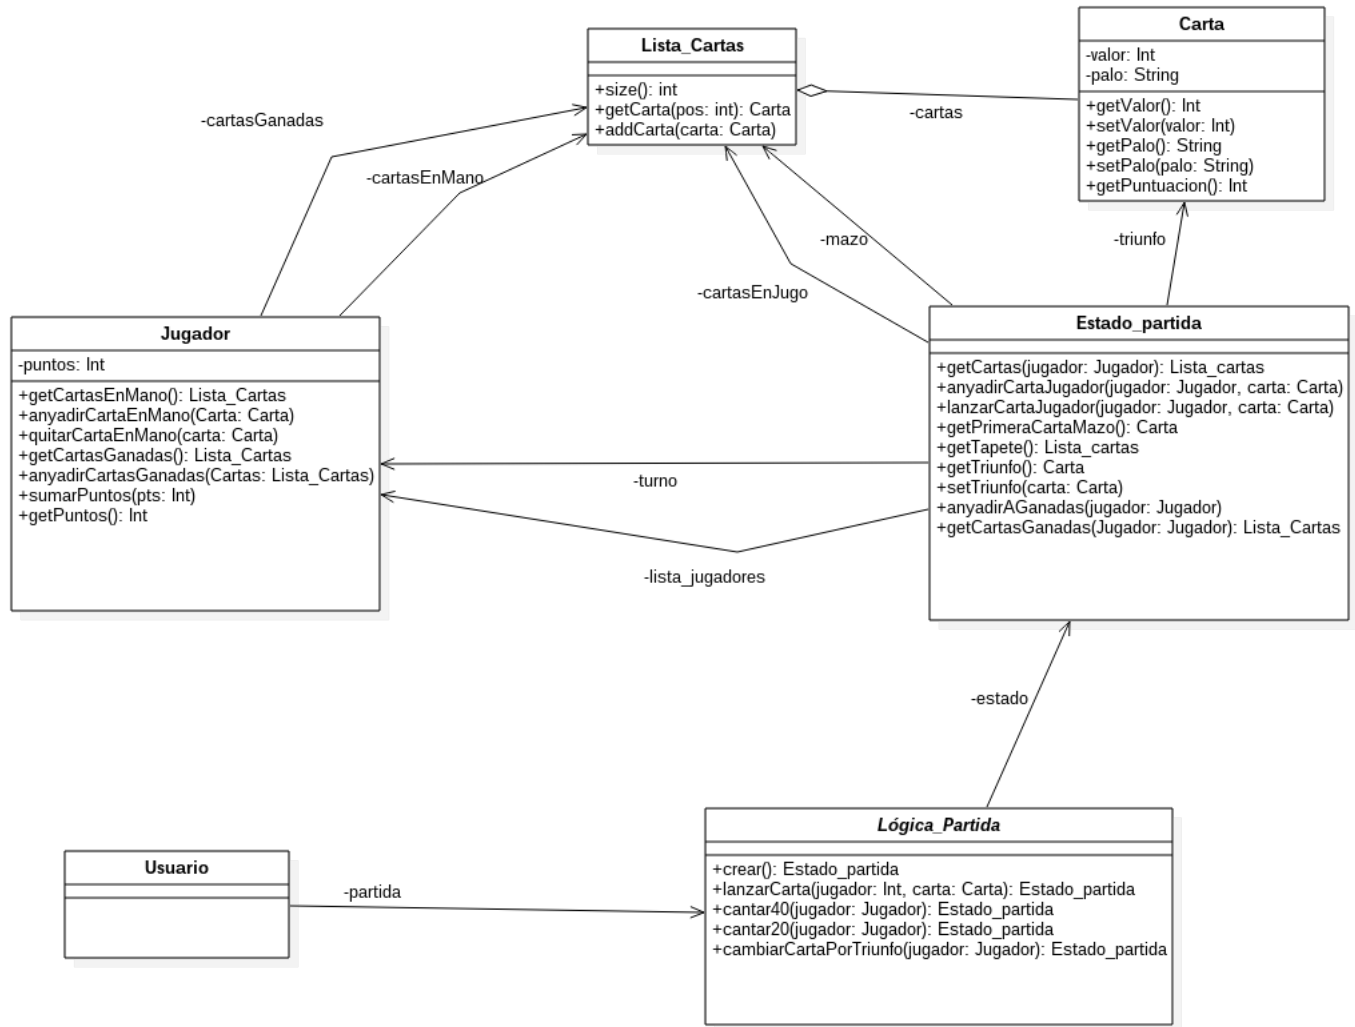 Lista_Cartas
+size(): int
+getCarta(pos: int): Carta
+addCarta(carta: Carta)
Carta
-valor: Int
-palo: String
+getValor(): Int
+setValor(valor: Int)
+getPalo(): String
+setPalo(palo: String)
+getPuntuacion(): Int
-cartas
-cartasGanadas
-cartasEnMano
-mazo
-triunfo
-cartasEnJugo
Jugador
-puntos: Int
+getCartasEnMano(): Lista_Cartas
+anyadirCartaEnMano(Carta: Carta)
+quitarCartaEnMano(carta: Carta)
+getCartasGanadas(): Lista_Cartas
+anyadirCartasGanadas(Cartas: Lista_Cartas)
+sumarPuntos(pts: Int)
+getPuntos(): Int
Estado_partida
+getCartas(jugador: Jugador): Lista_cartas
+anyadirCartaJugador(jugador: Jugador, carta: Carta)
+lanzarCartaJugador(jugador: Jugador, carta: Carta)
+getPrimeraCartaMazo(): Carta
+getTapete(): Lista_cartas
+getTriunfo(): Carta
+setTriunfo(carta: Carta)
+anyadirAGanadas(jugador: Jugador)
+getCartasGanadas(Jugador: Jugador): Lista_Cartas
-turno
-lista_jugadores
-estado
Usuario
-partida
Lógica_Partida
+crear(): Estado_partida
+lanzarCarta(jugador: Int, carta: Carta): Estado_partida
+cantar40(jugador: Jugador): Estado_partida
+cantar20(jugador: Jugador): Estado_partida
+cambiarCartaPorTriunfo(jugador: Jugador): Estado_partida